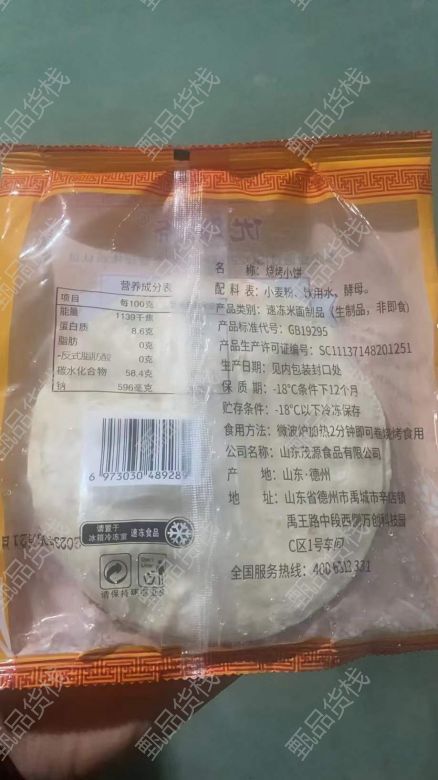 甄品货栈
优
名 称：烧烤小饼
配 料 表：小麦粉、饮用水、酵母。
产品类别：速冻米面制品（生制品，非即食）
产品标准代号：GB19295
产品生产许可证编号：SC11137148201251
生产日期：见内包装封口处
保 质 期：-18℃条件下12个月
贮存条件：-18℃以下冷冻保存
食用方法：微波炉加热2分钟即可卷烧烤食用
公司名称：山东茂源食品有限公司
产 地：山东·德州
地 址：山东省德州市禹城市辛店镇
禹王路中段西侧万创科技园
C区1号车间
全国服务热线：
营养成分表
项目 每100克
能量 1139千焦
蛋白质 8.6克
脂肪 0克
-反式脂肪酸 0克
碳水化合物 58.4克
钠 596毫克
6 973030 48928
请置于
冰箱冷冻室 速冻食品
请保持环境